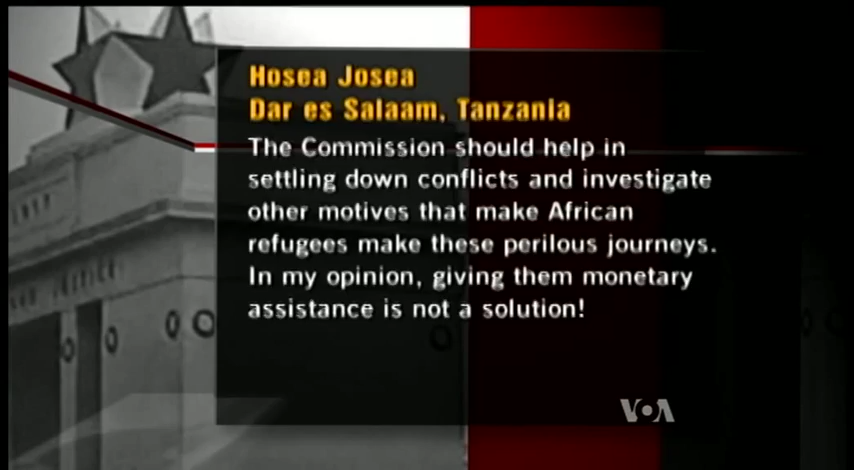 Hosea Josea
Dar es Salaam, Tanzania
The Commission should help in
settling down conflicts and investigate
other motives that make African
refugees make these perilous journeys.
In my opinion, giving them monetary
assistance is not a solution!
VOA